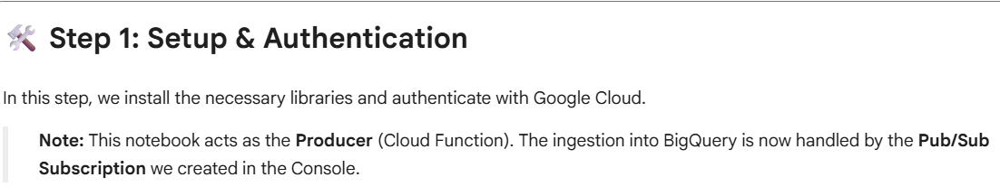 🛠️ Step 1: Setup & Authentication
In this step, we install the necessary libraries and authenticate with Google Cloud.
Note: This notebook acts as the Producer (Cloud Function). The ingestion into BigQuery is now handled by the Pub/Sub
Subscription we created in the Console.